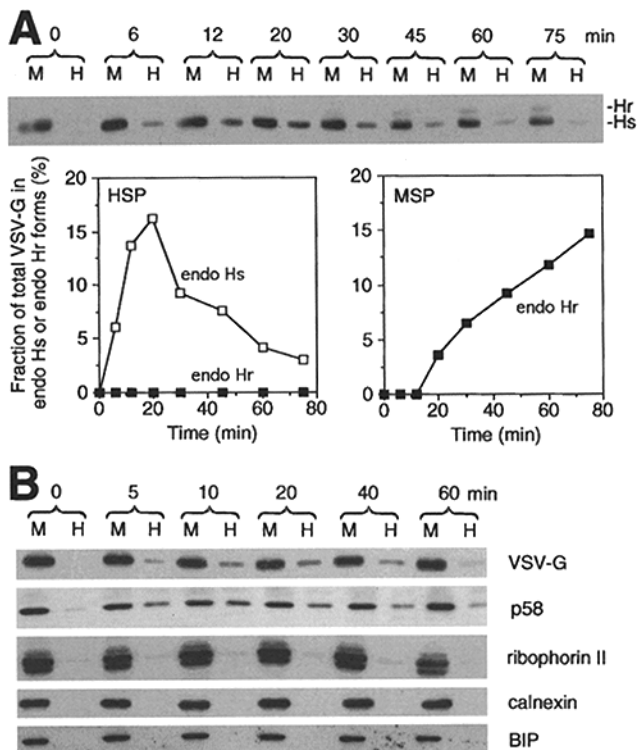 A
0 6 12 20 30 45 60 75 min
M H M H M H M H M H M H M H M H
-Hr
-Hs
Fraction of total VSV-G in
endo Hs or endo Hr forms (%)
20
15
10
5
0
HSP
endo Hs
endo Hr
0 20 40 60 80
Time (min)
20
15
10
5
0
MSP
endo Hr
0 20 40 60 80
Time (min)
B
0 5 10 20 40 60 min
M H M H M H M H M H M H
VSV-G
p58
ribophorin II
calnexin
BIP